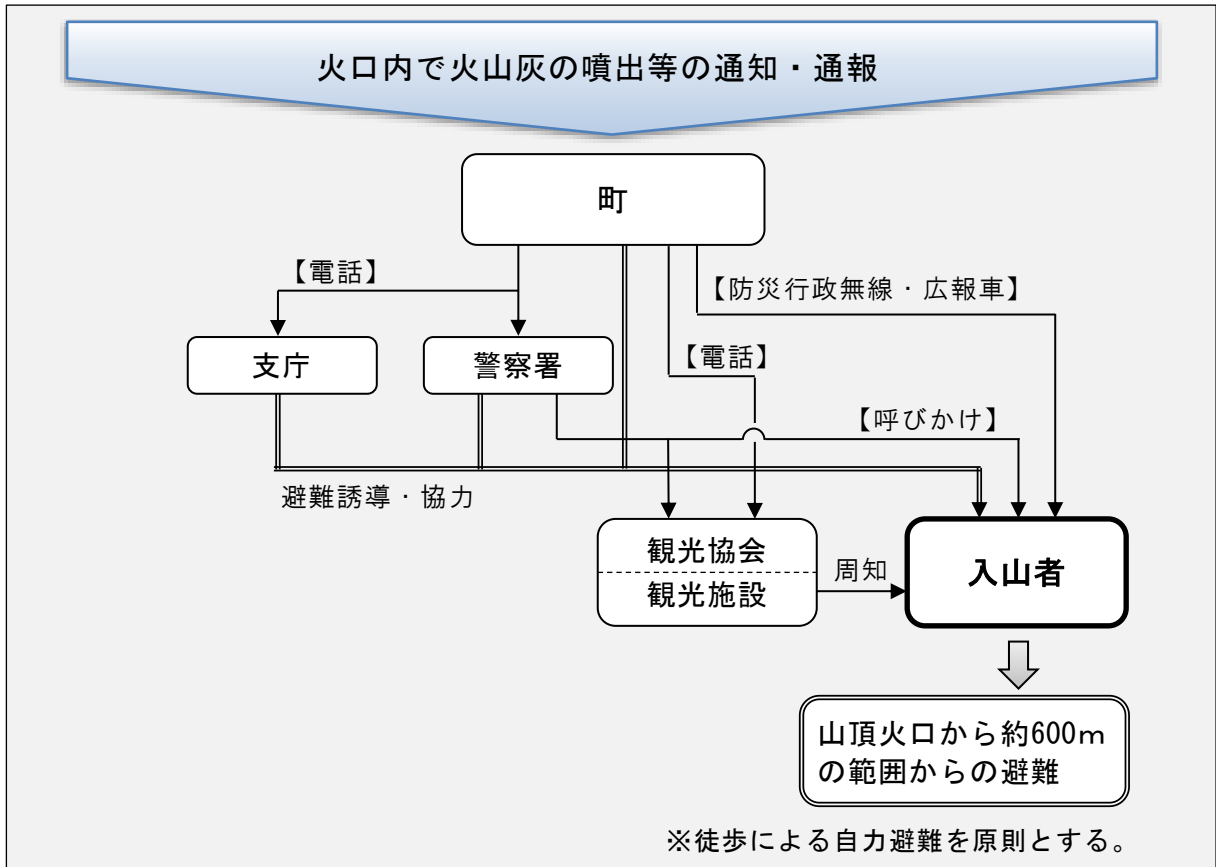 火口内で火山灰の噴出等の通知・通報
町
【電話】
【防災行政無線・広報車】
支庁
警察署
【電話】
【呼びかけ】
避難誘導・協力
観光協会
観光施設
周知
入山者
山頂火口から約600ｍ
の範囲からの避難
※徒歩による自力避難を原則とする。